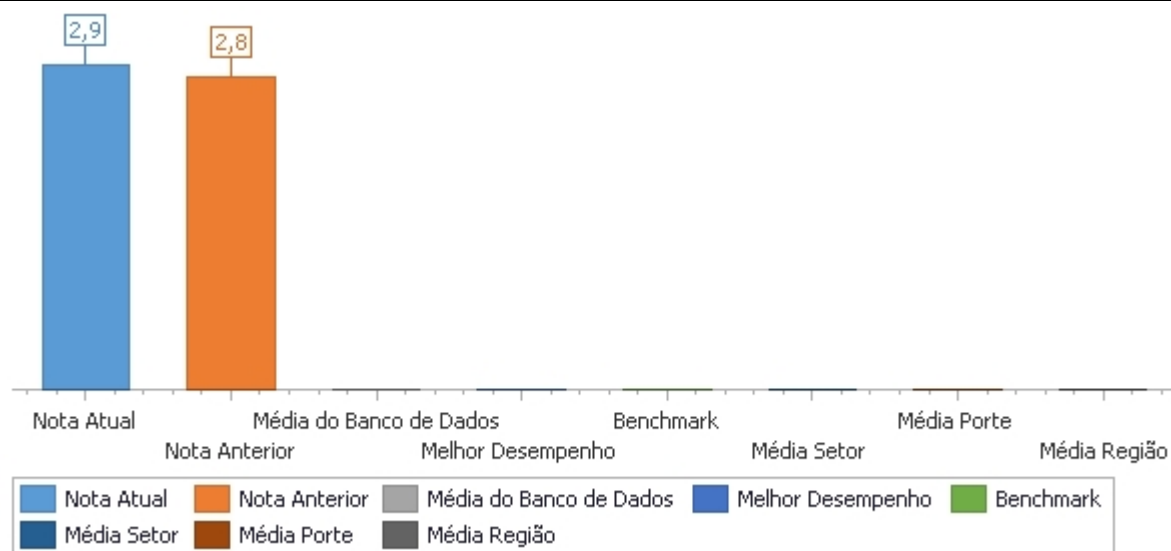 2,9
2,8
Nota Atual
Média do Banco de Dados
Benchmark
Média Porte
Nota Anterior
Melhor Desempenho
Média Setor
Média Região
Nota Atual
Nota Anterior
Média do Banco de Dados
Melhor Desempenho
Benchmark
Média Setor
Média Porte
Média Região